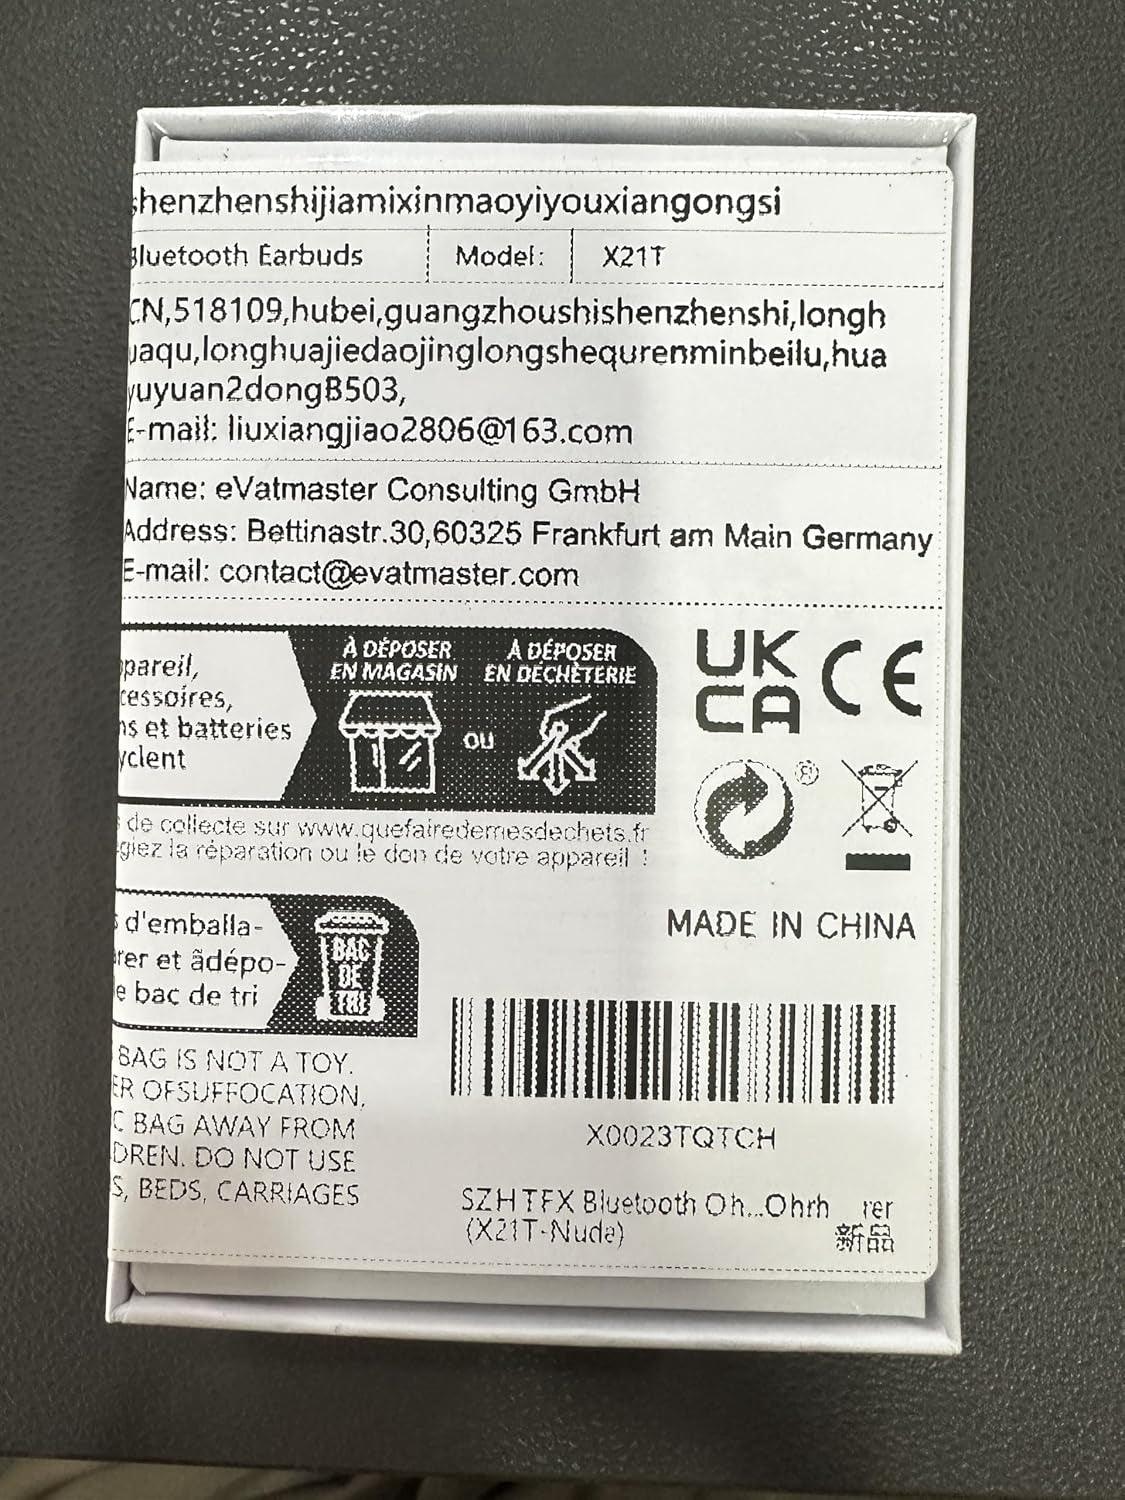 shenzhenshijiamixinmaoyiyouxiangongsi
Bluetooth Earbuds Model: X21T
CN,518109,hubei,guangzhoushishenzhenshi,longh
uaqu,longhuajiedaojinglongshequrenminbeilu,hua
yuyuan2dongB503,
E-mail: liuxiangjiao2806@163.com
Name: eVatmaster Consulting GmbH
Address: Bettinastr.30,60325 Frankfurt am Main Germany
E-mail: contact@evatmaster.com
ppareil,
cessoires,
ns et batteries
yclent
À DÉPOSER
EN MAGASIN
OU
À DÉPOSER
EN DÉCHÈTERIE
de collecte sur www.quefairedemesdechets.fr
giez la réparation ou le don de votre appareil !
UK
CA
CE
®
MADE IN CHINA
s d'emballa-
rer et ãdépo-
e bac de tri
BAC
DE
TRI
BAG IS NOT A TOY.
ER OFSUFFOCATION,
C BAG AWAY FROM
DREN. DO NOT USE
S, BEDS, CARRIAGES
X0023TQTCH
SZHTFX Bluetooth Oh...Ohrh rer
(X21T-Nude)
新品